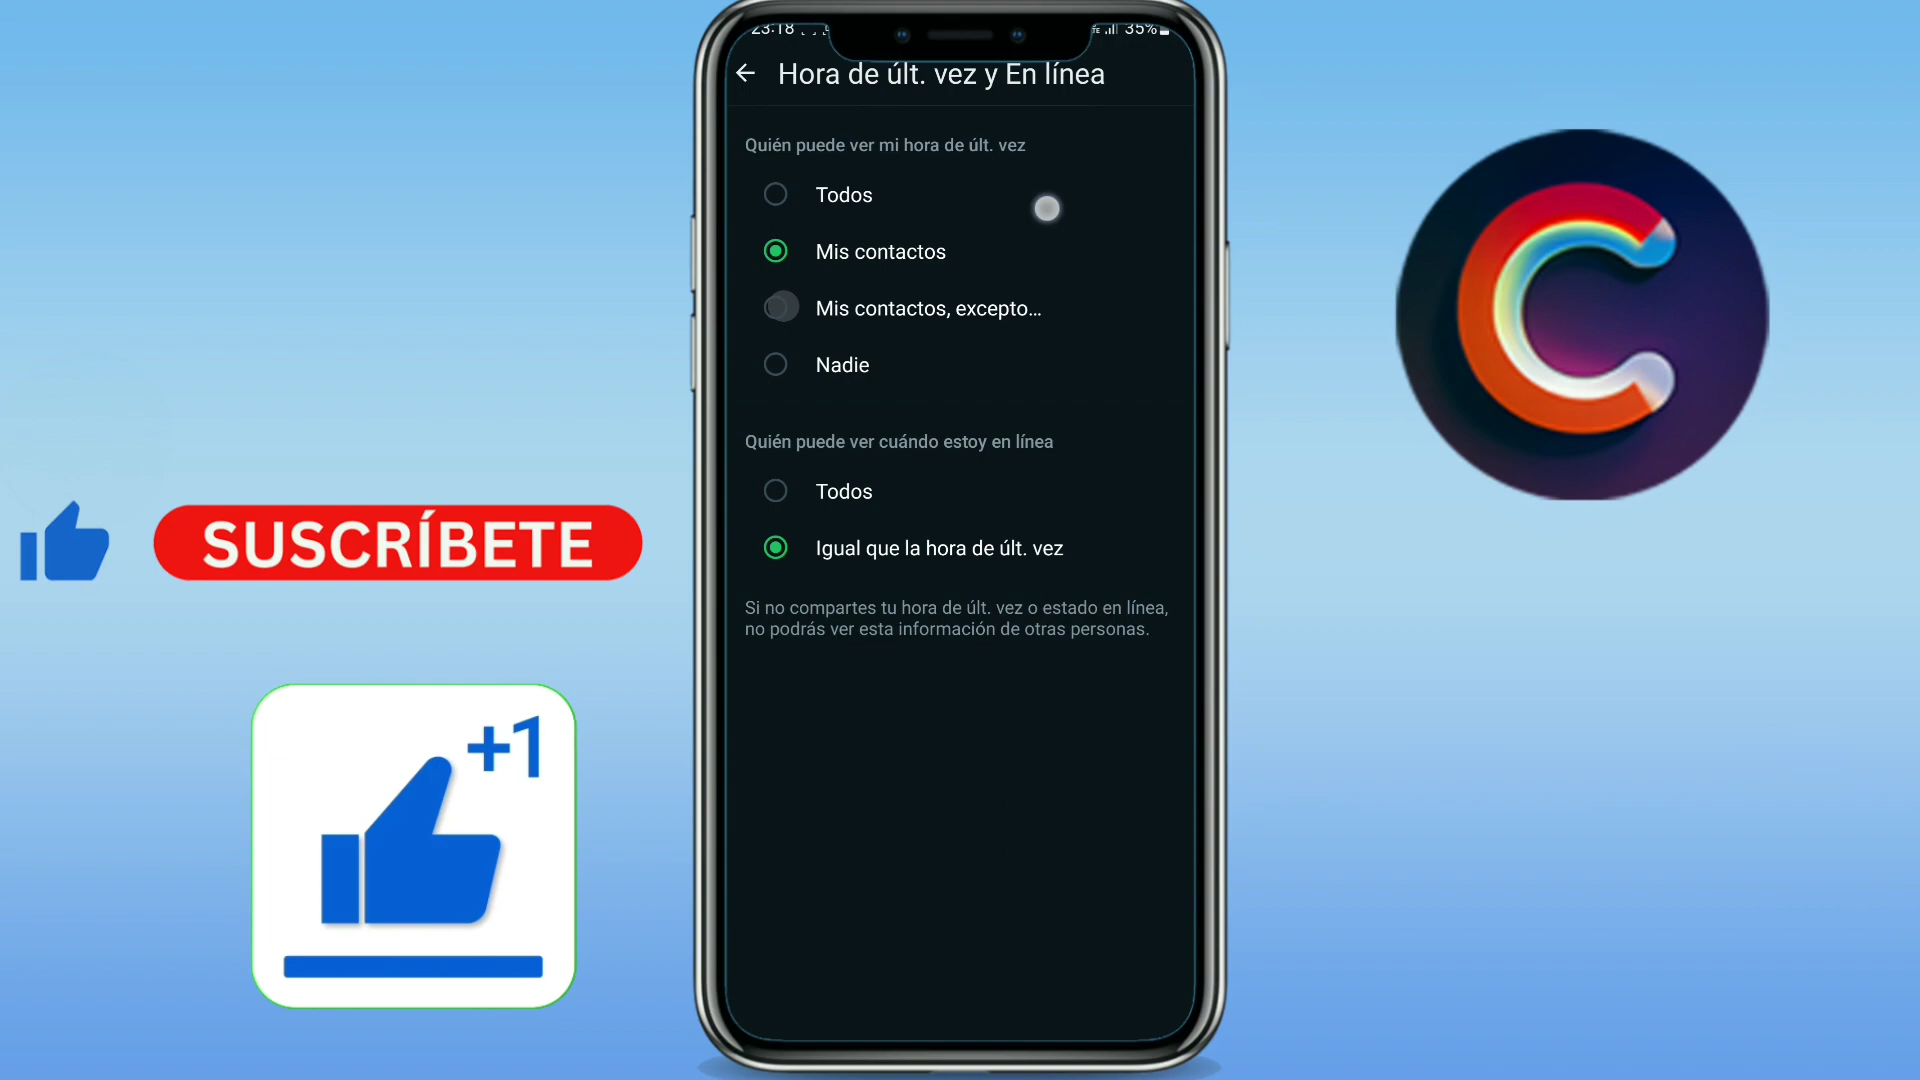 23:18
35%
Hora de últ. vez y En línea
Quién puede ver mi hora de últ. vez
Todos
Mis contactos
Mis contactos, excepto...
Nadie
Quién puede ver cuándo estoy en línea
Todos
Igual que la hora de últ. vez
Si no compartes tu hora de últ. vez o estado en línea,
no podrás ver esta información de otras personas.
SUSCRÍBETE
+1
C